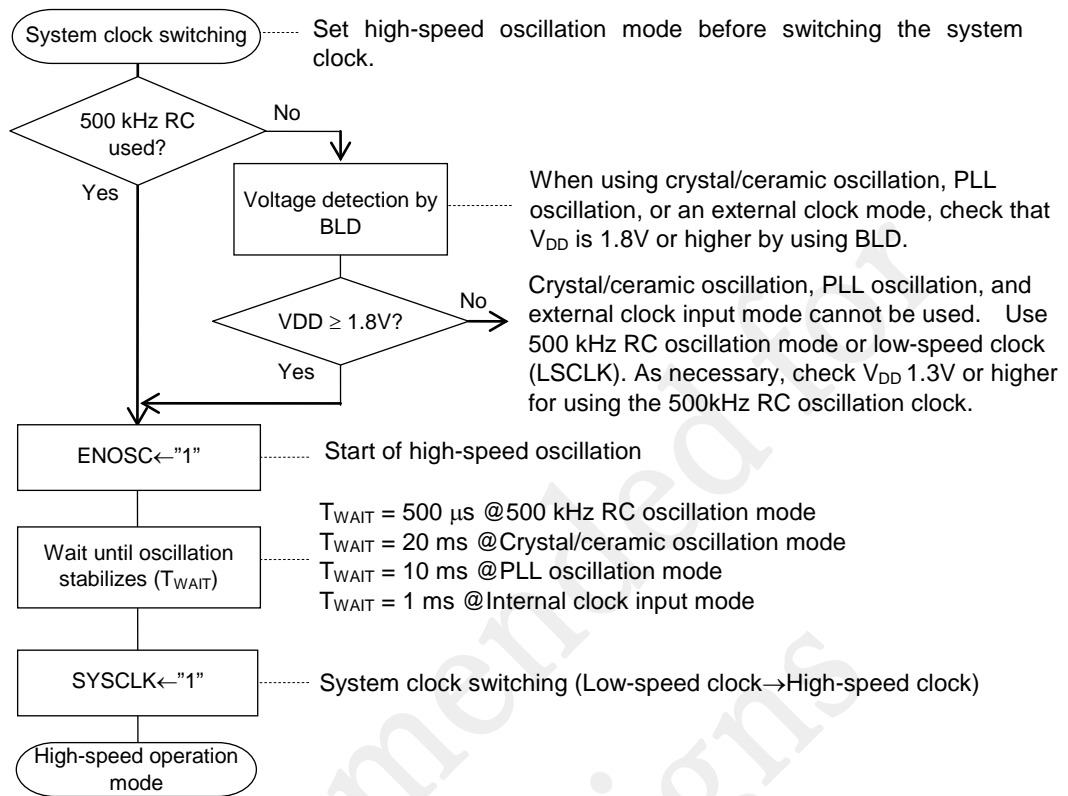 System clock switching
Set high-speed oscillation mode before switching the system
clock.
500 kHz RC
used?
No
Yes
Voltage detection by
BLD
When using crystal/ceramic oscillation, PLL
oscillation, or an external clock mode, check that
VDD is 1.8V or higher by using BLD.
VDD ≥ 1.8V?
No
Yes
Crystal/ceramic oscillation, PLL oscillation, and
external clock input mode cannot be used. Use
500 kHz RC oscillation mode or low-speed clock
(LSCLK). As necessary, check VDD 1.3V or higher
for using the 500kHz RC oscillation clock.
ENOSC←"1"
Start of high-speed oscillation
Wait until oscillation
stabilizes (TWAIT)
TWAIT = 500 μs @500 kHz RC oscillation mode
TWAIT = 20 ms @Crystal/ceramic oscillation mode
TWAIT = 10 ms @PLL oscillation mode
TWAIT = 1 ms @Internal clock input mode
SYSCLK←"1"
System clock switching (Low-speed clock→High-speed clock)
High-speed operation
mode